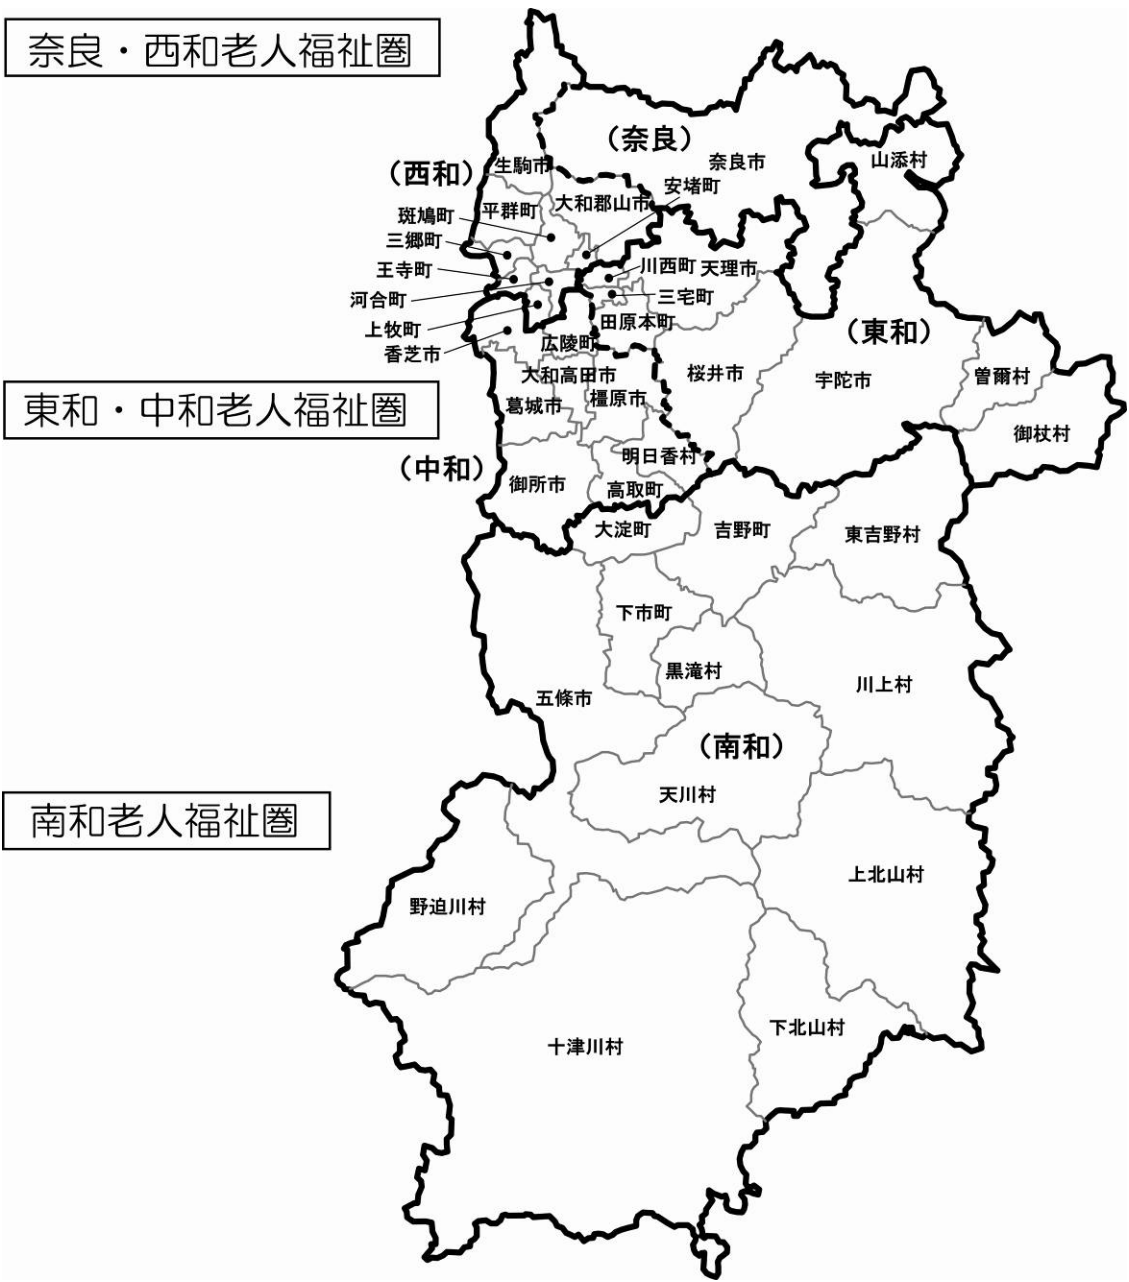 奈良・西和老人福祉圏
（奈良）
奈良市
山添村
（西和）
生駒市
安堵町
平群町
大和郡山市
斑鳩町
三郷町
王寺町
川西町
天理市
河合町
三宅町
上牧町
田原本町
（東和）
香芝市
広陵町
大和高田市
桜井市
宇陀市
曽爾村
東和・中和老人福祉圏
葛城市
橿原市
御杖村
（中和）
明日香村
御所市
高取町
大淀町
吉野町
東吉野村
下市町
黒滝村
川上村
五條市
（南和）
天川村
南和老人福祉圏
上北山村
野迫川村
下北山村
十津川村